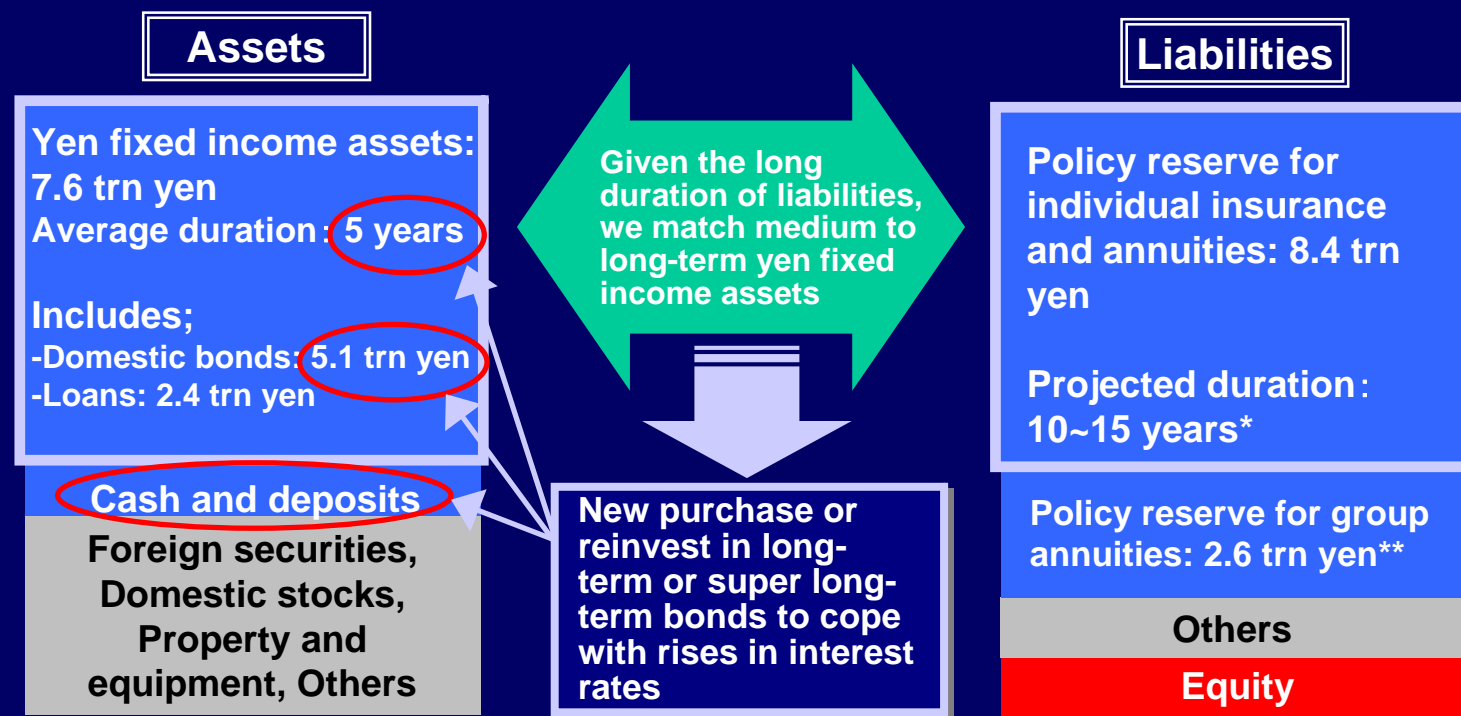 Assets
Yen fixed income assets:
7.6 trn yen
Average duration: 5 years
Includes;
-Domestic bonds: 5.1 trn yen
-Loans: 2.4 trn yen
Cash and deposits
Foreign securities,
Domestic stocks,
Property and
equipment, Others
Given the long
duration of liabilities,
we match medium to
long-term yen fixed
income assets
New purchase or
reinvest in long-
term or super long-
term bonds to cope
with rises in interest
rates
Liabilities
Policy reserve for
individual insurance
and annuities: 8.4 trn
yen
Projected duration:
10~15 years*
Policy reserve for group
annuities: 2.6 trn yen**
Others
Equity